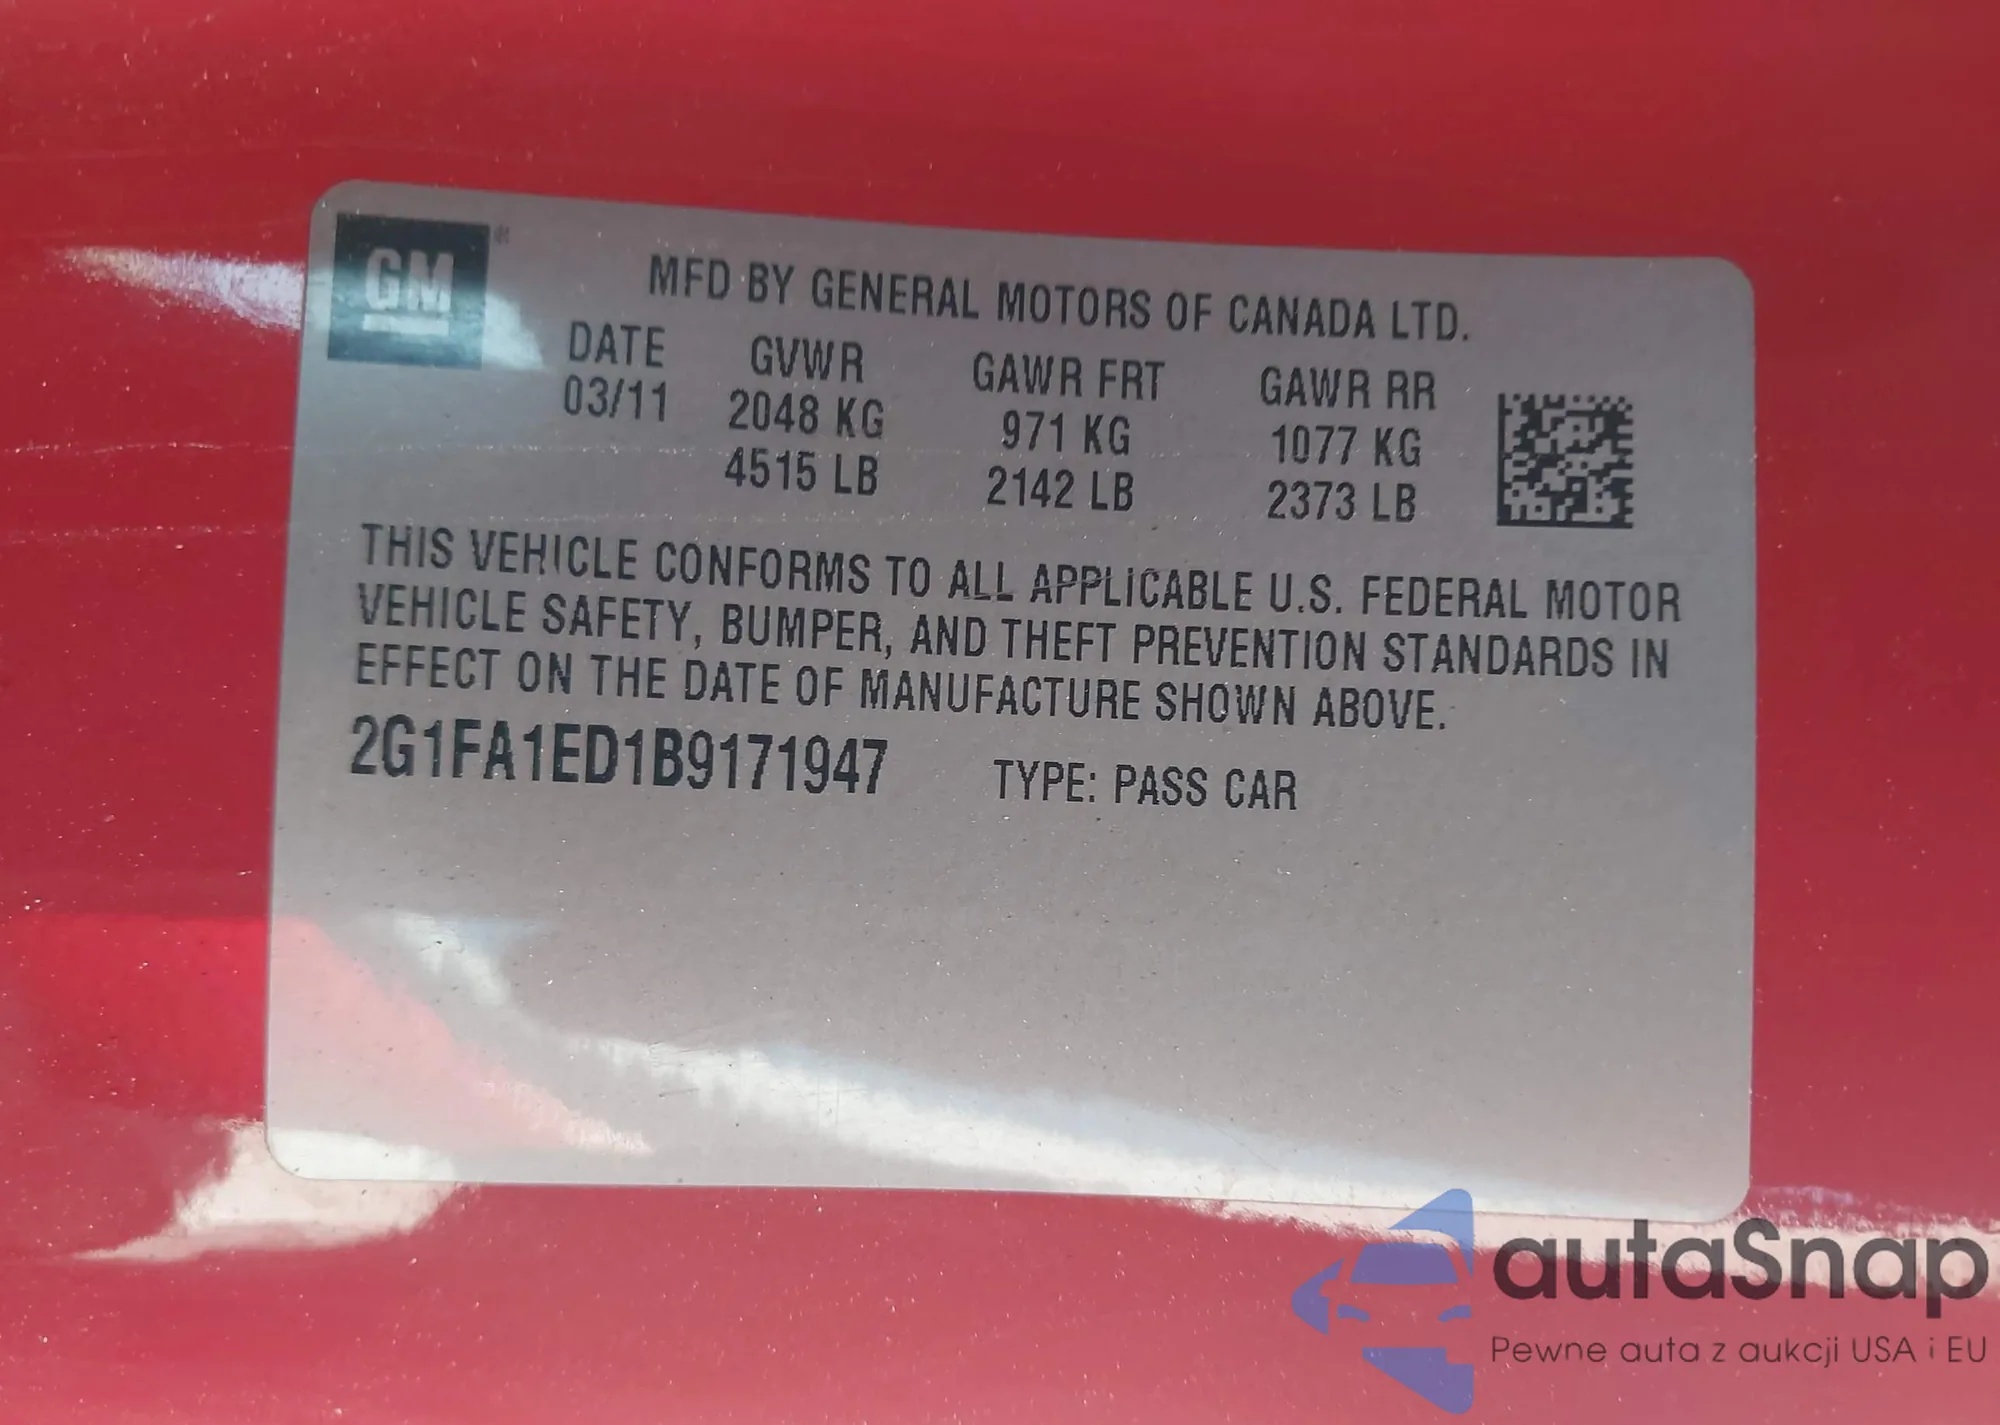 GM
MFD BY GENERAL MOTORS OF CANADA LTD.
DATE GVWR GAWR FRT GAWR RR
03/11 2048 KG 971 KG 1077 KG
4515 LB 2142 LB 2373 LB
THIS VEHICLE CONFORMS TO ALL APPLICABLE U.S. FEDERAL MOTOR
VEHICLE SAFETY, BUMPER, AND THEFT PREVENTION STANDARDS IN
EFFECT ON THE DATE OF MANUFACTURE SHOWN ABOVE.
2G1FA1ED1B9171947 TYPE: PASS CAR
autaSnap
Pewne auta z aukcji USA i EU